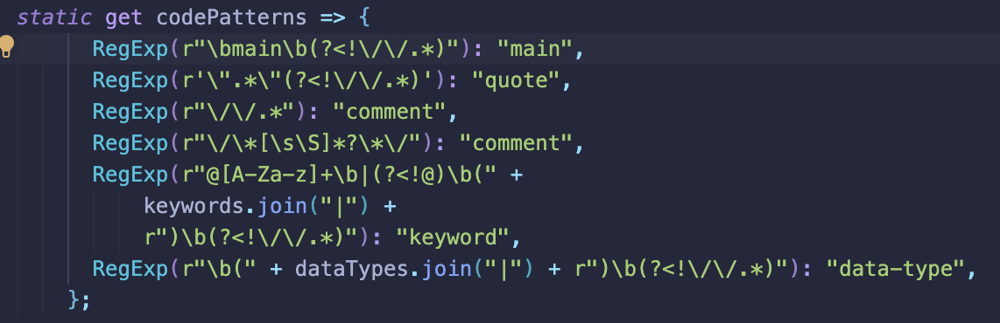 static get codePatterns => {
RegExp(r"\bmain\b(?<!\/\/.*)"): "main",
RegExp(r'\".*\"(?<!\/\/.*)'): "quote",
RegExp(r"\/\/.*"): "comment",
RegExp(r"\/\*[\s\S]*?\*\/"): "comment",
RegExp(r"@[A-Za-z]+\b|(?<!@)\b(" +
keywords.join("|") +
r")\b(?<!\/\/.*)"): "keyword",
RegExp(r"\b(" + dataTypes.join("|") + r")\b(?<!\/\/.*)"): "data-type",
};